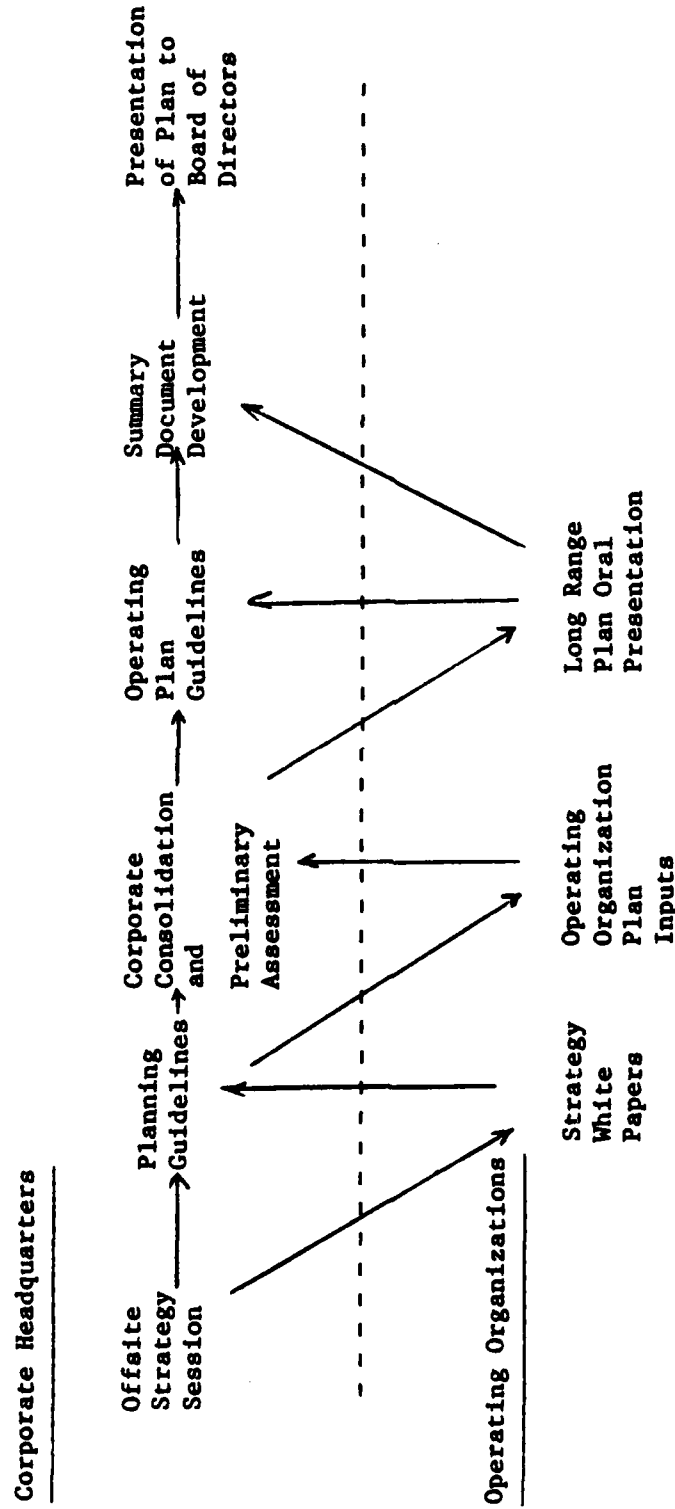 Corporate Headquarters
Offsite
Strategy
Session
Planning
Guidelines
Corporate
Consolidation
and
Preliminary
Assessment
Operating
Plan
Guidelines
Summary
Document
Development
Presentation
of Plan to
Board of
Directors
Operating Organizations
Strategy
White
Papers
Operating
Organization
Plan
Inputs
Long Range
Plan Oral
Presentation